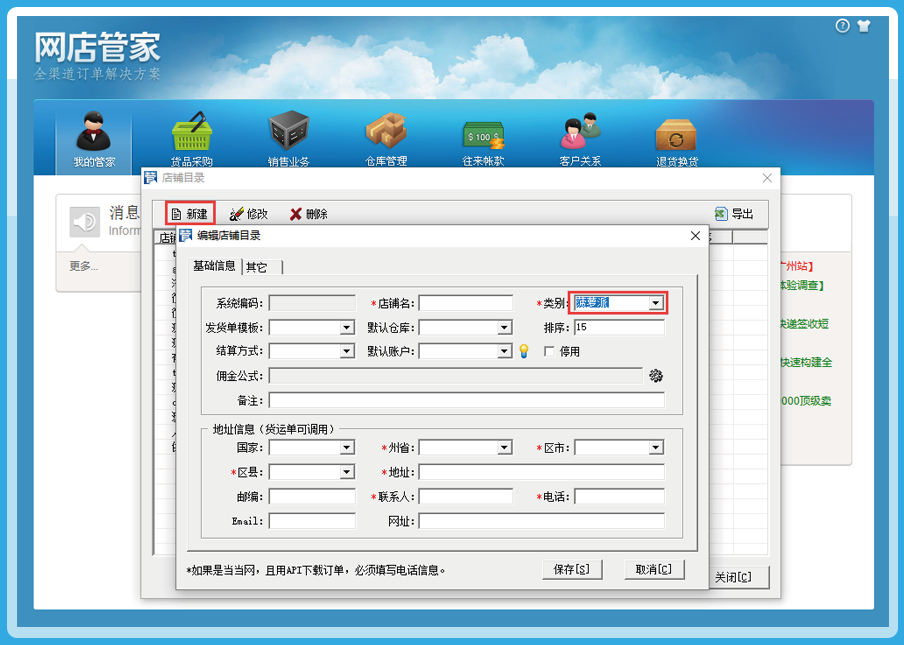 网店管家
全渠道订单解决方案
我的管家
货品采购
销售业务
仓库管理
$ 100 $
往来帐款
客户关系
退货换货
消息
Inform
更多...
店铺目录
新建
修改
删除
导出
编辑店铺目录
基础信息
其它
系统编码:
*店铺名:
*类别: 菠萝派
发货单模板:
默认仓库:
排序: 15
结算方式:
默认账户:
停用
佣金公式:
备注:
地址信息（货运单可调用）
国家:
*州省:
*区市:
*区县:
*地址:
邮编:
*联系人:
*电话:
Email:
网址:
*如果是当当网，且用API下载订单，必须填写电话信息。
保存[S]
取消[C]
关闭[C]
广州站】
体验调查】
快递签收短
快速构建全
000顶级卖